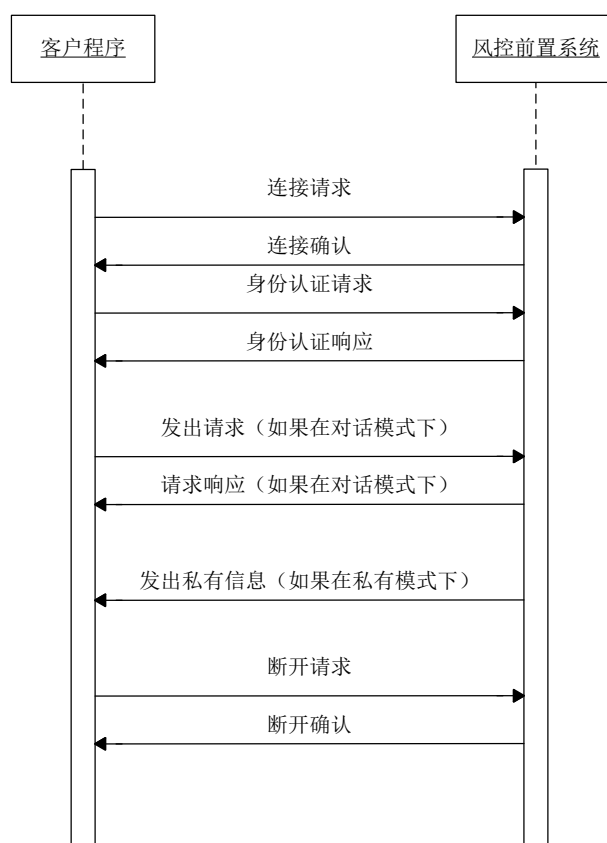 客户程序
风控前置系统
连接请求
连接确认
身份认证请求
身份认证响应
发出请求（如果在对话模式下）
请求响应（如果在对话模式下）
发出私有信息（如果在私有模式下）
断开请求
断开确认